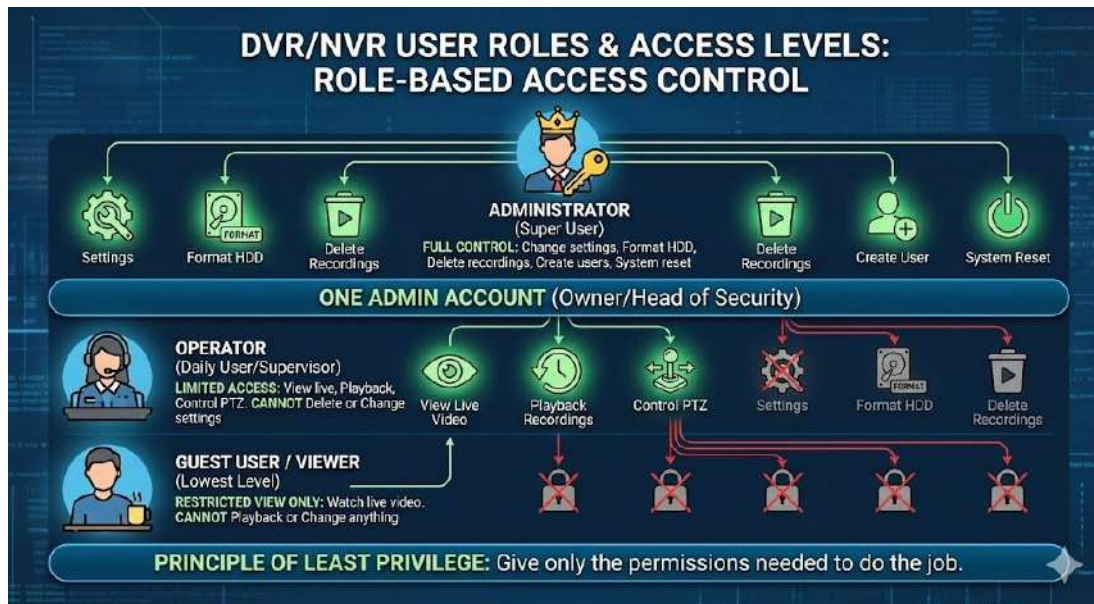 DVR/NVR USER ROLES & ACCESS LEVELS:
ROLE-BASED ACCESS CONTROL
Settings
FORMAT
Format HDD
Delete
Recordings
ADMINISTRATOR
(Super User)
FULL CONTROL: Change settings, Format HDD,
Delete recordings, Create users, System reset
Delete
Recordings
Create User
System Reset
ONE ADMIN ACCOUNT (Owner/Head of Security)
OPERATOR
(Daily User/Supervisor)
LIMITED ACCESS: View live, Playback,
Control PTZ. CANNOT Delete or Change
settings
View Live
Video
Playback
Recordings
Control PTZ
Settings
FORMAT
Format HDD
Delete
Recordings
GUEST USER / VIEWER
(Lowest Level)
RESTRICTED VIEW ONLY: Watch live video.
CANNOT Playback or Change anything
PRINCIPLE OF LEAST PRIVILEGE: Give only the permissions needed to do the job.